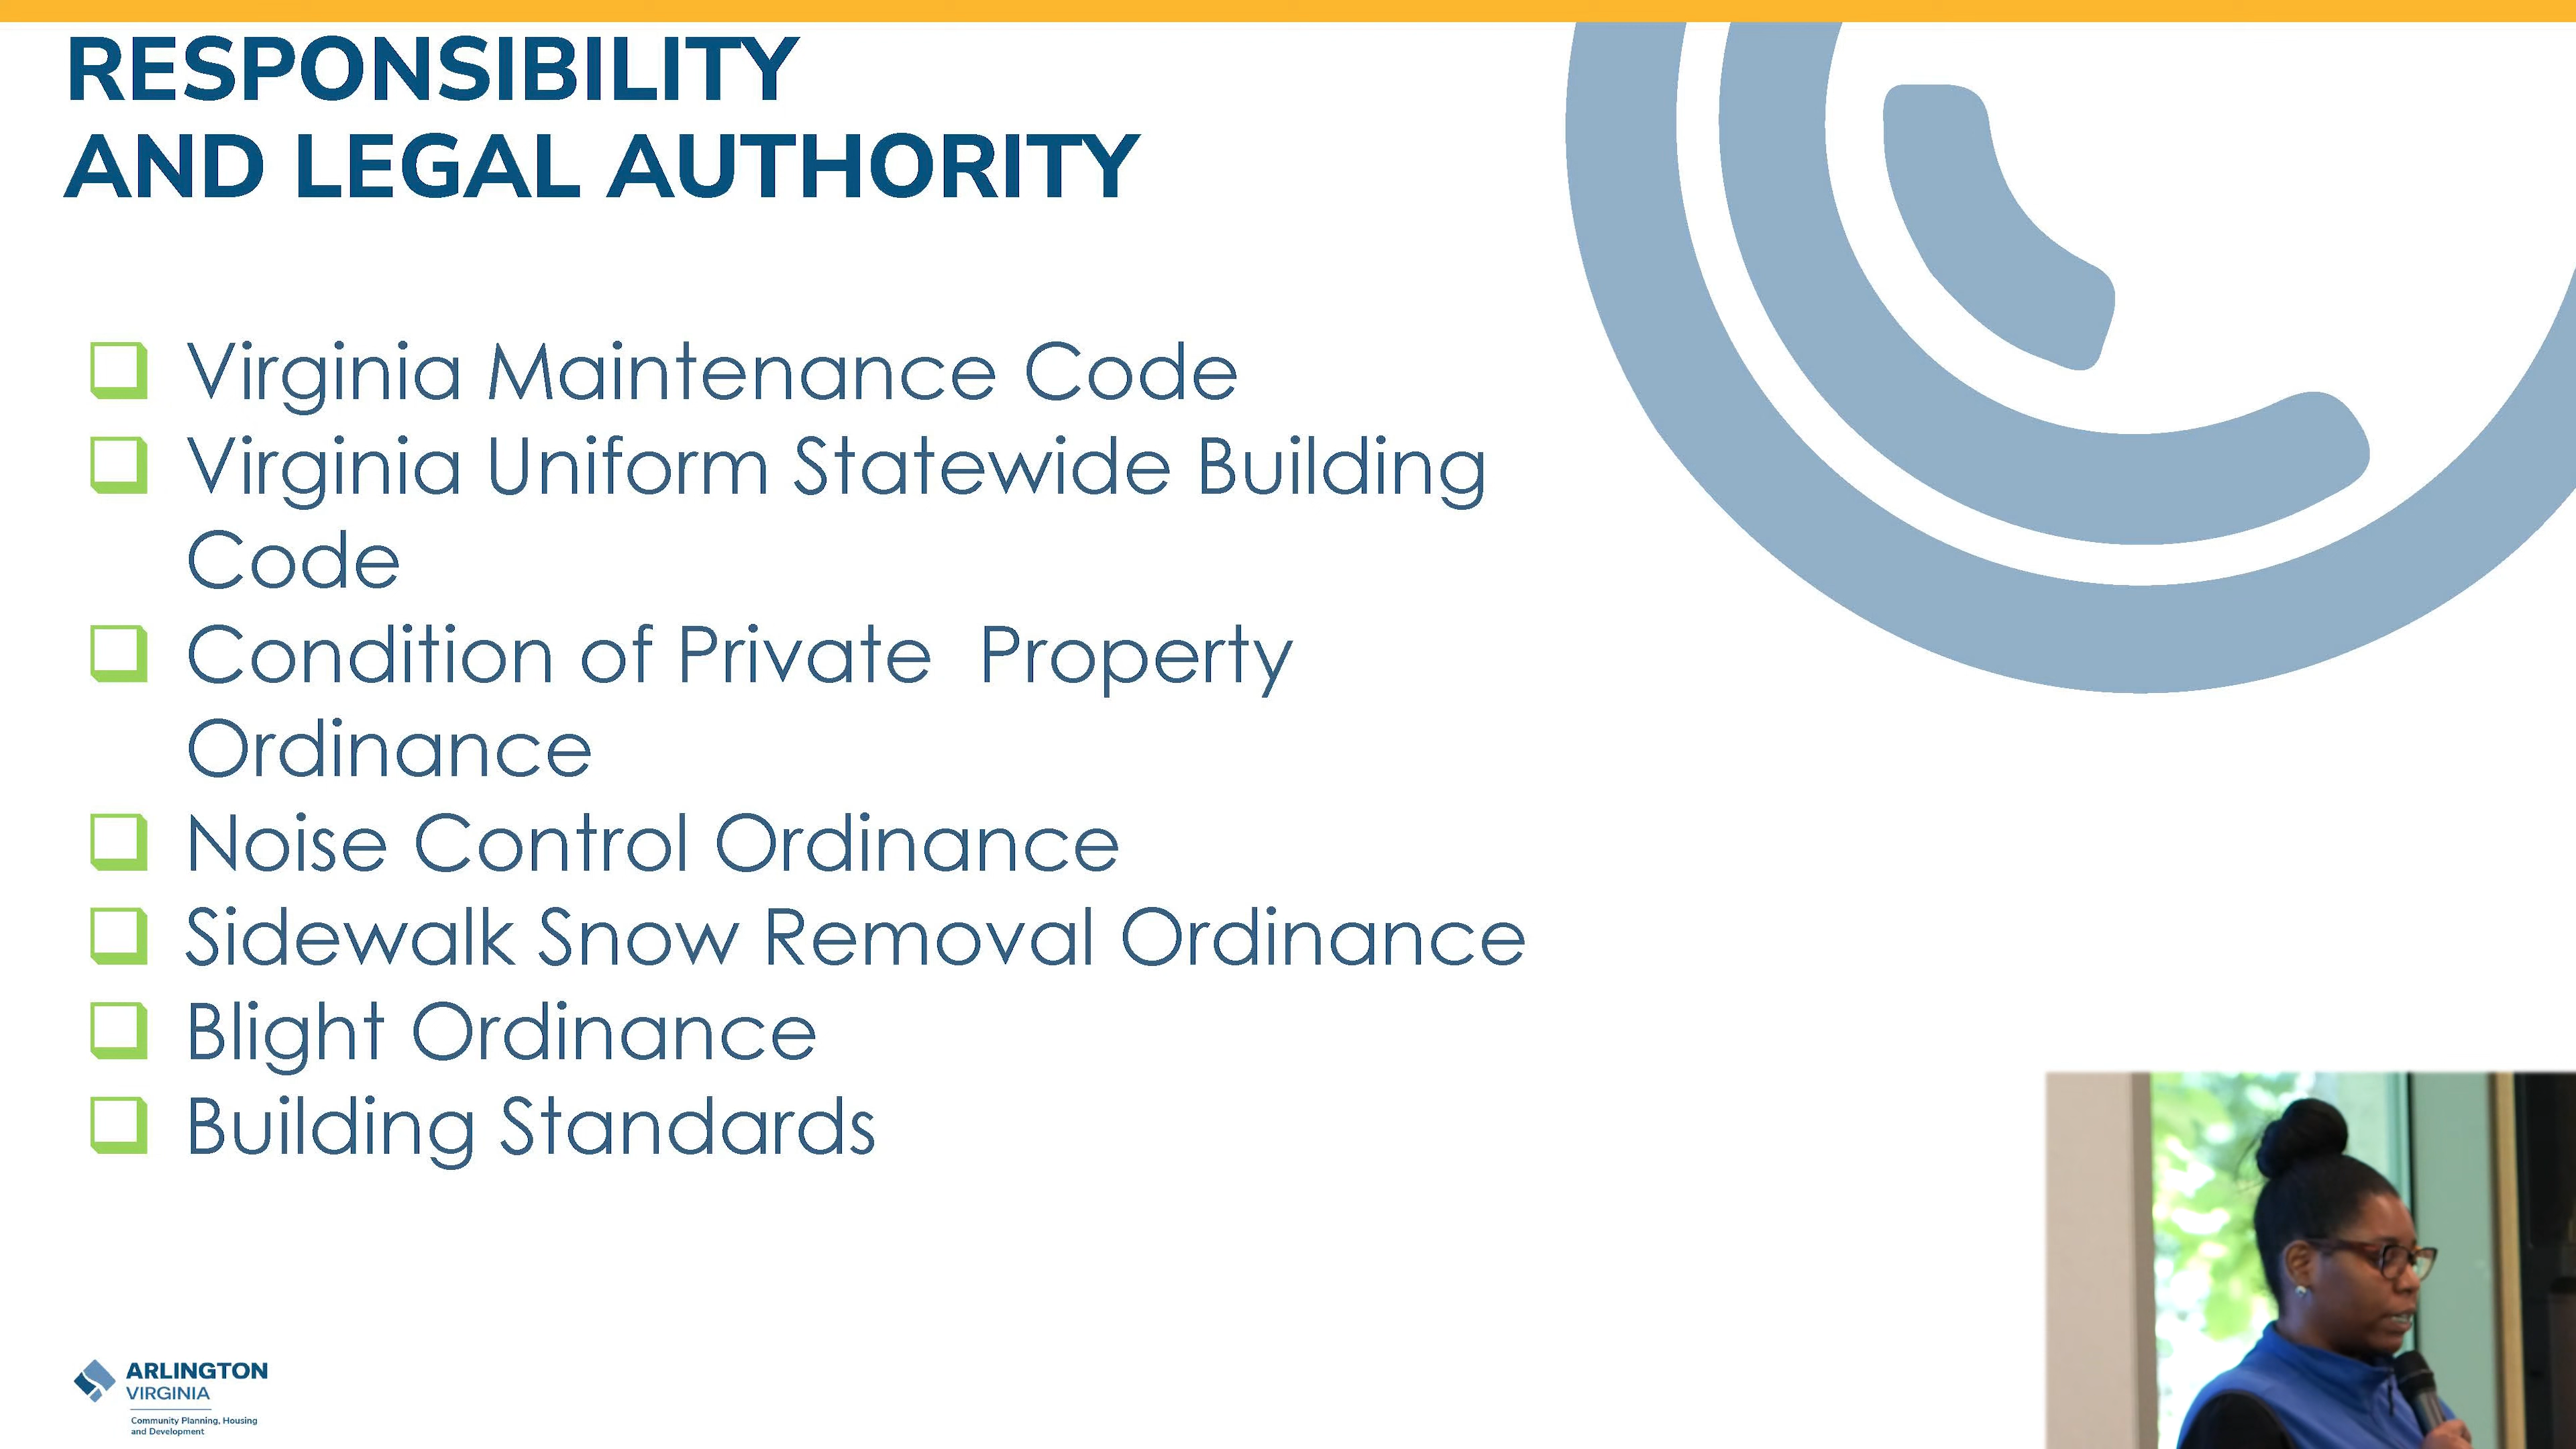 RESPONSIBILITY
AND LEGAL AUTHORITY
Virginia Maintenance Code
Virginia Uniform Statewide Building
Code
Condition of Private  Property
Ordinance
Noise Control Ordinance
Sidewalk Snow Removal Ordinance
Blight Ordinance
Building Standards
ARLINGTON
VIRGINIA
Community Planning, Housing
and Development